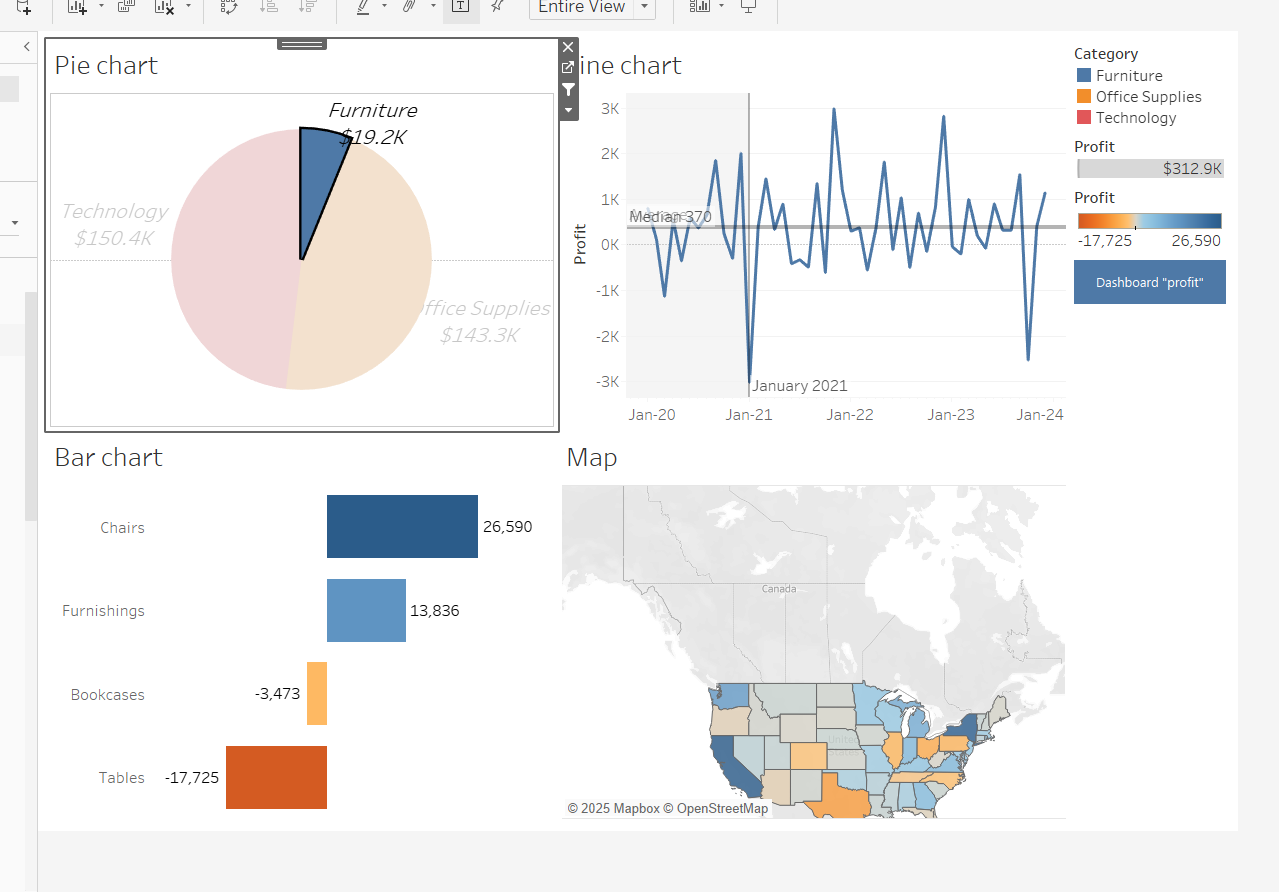 Entire View
Pie chart
Furniture
$19.2K
Technology
$150.4K
Office Supplies
$143.3K
ine chart
3K
2K
1K
0K
-1K
-2K
-3K
Profit
Median 370
January 2021
Jan-20
Jan-21
Jan-22
Jan-23
Jan-24
Category
Furniture
Office Supplies
Technology
Profit
$312.9K
Profit
-17,725
26,590
Dashboard "profit"
Bar chart
Chairs
26,590
Furnishings
13,836
Bookcases
-3,473
Tables
-17,725
Map
Canada
United
© 2025 Mapbox © OpenStreetMap